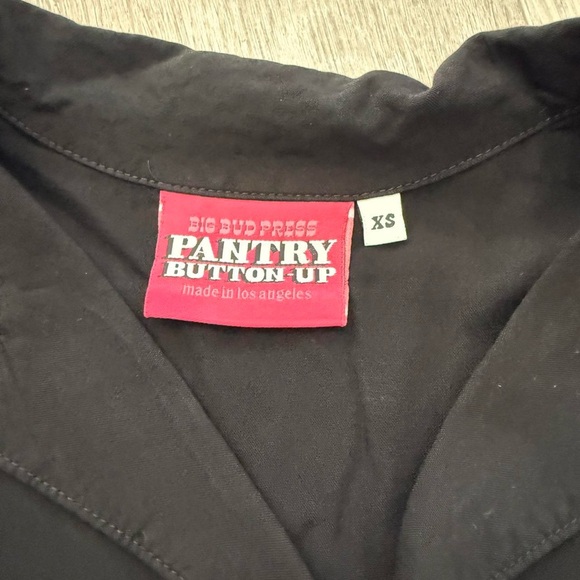 BIG BUD PRESS
PANTRY
BUTTON-UP
made in los angeles
XS